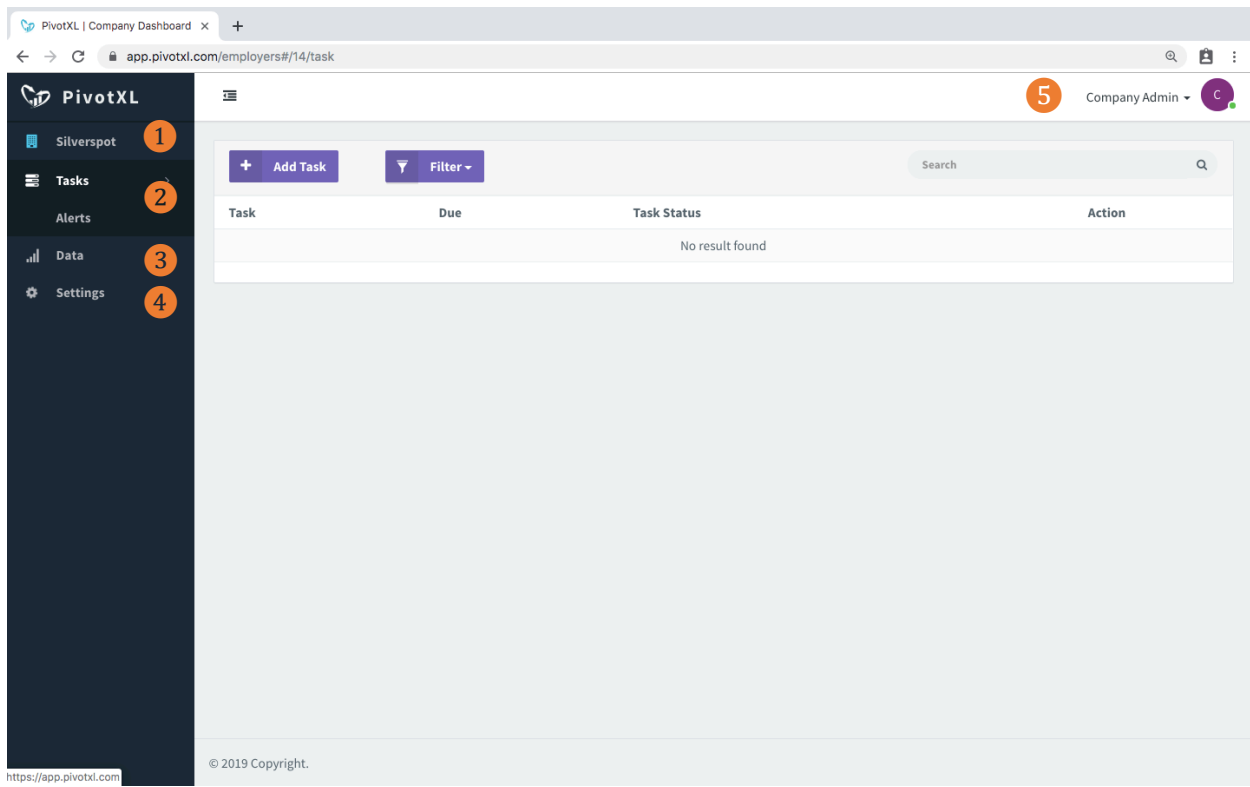 PivotXL | Company Dashboard
app.pivotxl.com/employers#/14/task
PivotXL
5
Company Admin
C
Silverspot
1
Tasks
2
Alerts
Data
3
Settings
4
Add Task
Filter
Search
Task Due Task Status Action
No result found
© 2019 Copyright.
https://app.pivotxl.com